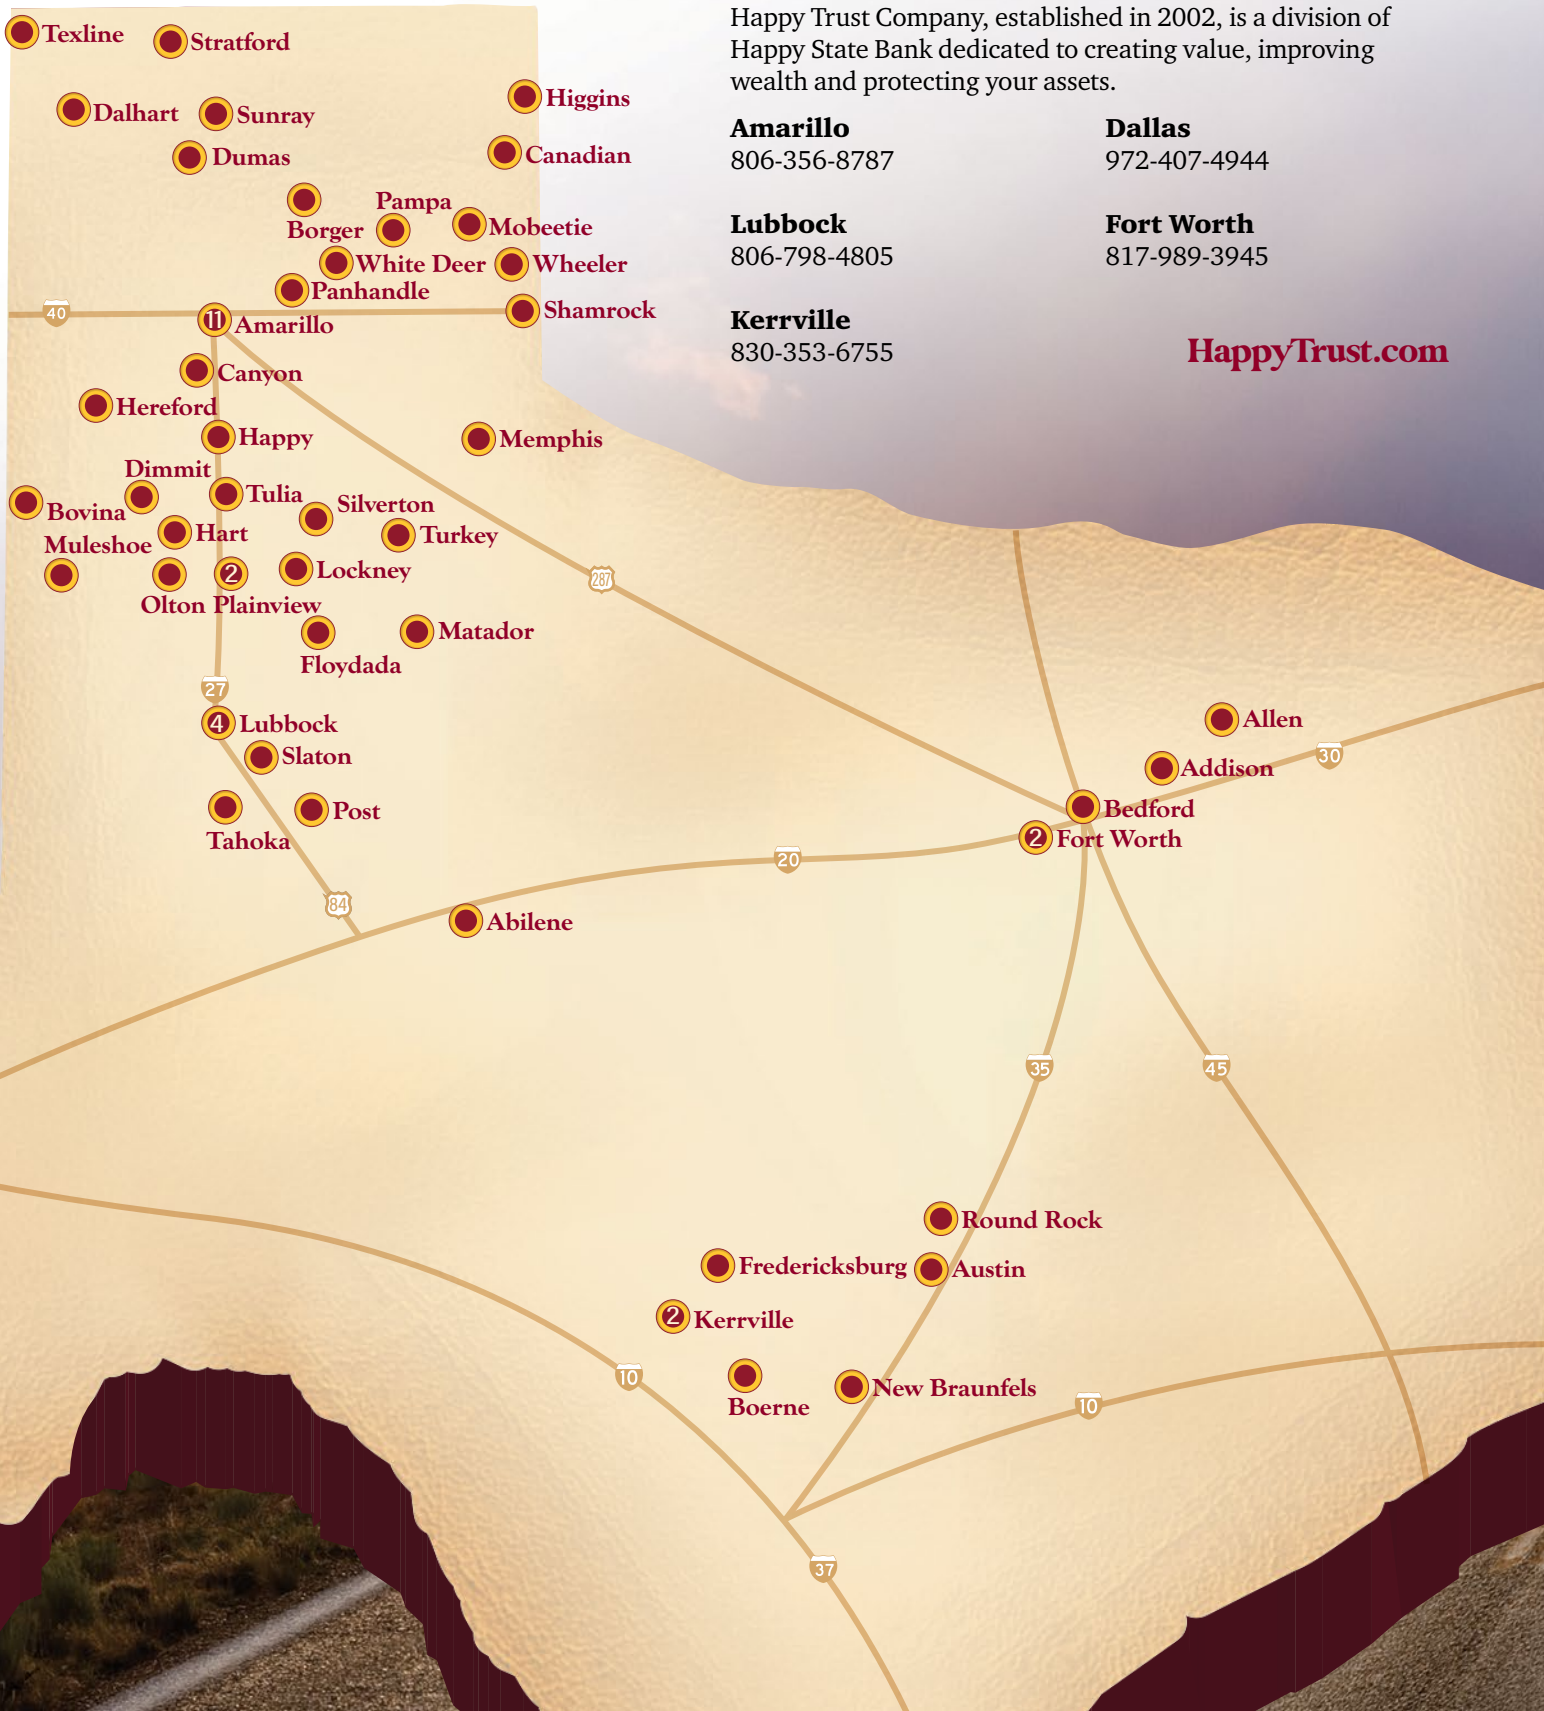 Happy Trust Company, established in 2002, is a division of
Happy State Bank dedicated to creating value, improving
wealth and protecting your assets.
Amarillo
806-356-8787
Dallas
972-407-4944
Lubbock
806-798-4805
Fort Worth
817-989-3945
Kerrville
830-353-6755
HappyTrust.com
Texline
Stratford
Higgins
Dalhart
Sunray
Canadian
Dumas
Pampa
Borger
Mobeetie
White Deer
Wheeler
Panhandle
40
Shamrock
11
Amarillo
Canyon
Hereford
Happy
Memphis
Dimmit
Tulia
Silverton
Bovina
Hart
Turkey
Muleshoe
2
Lockney
287
Olton Plainview
Matador
Floydada
27
4
Lubbock
Allen
Slaton
30
Addison
Post
Bedford
Tahoka
2
Fort Worth
20
84
Abilene
35
45
Round Rock
Fredericksburg
Austin
2
Kerrville
10
New Braunfels
Boerne
10
37